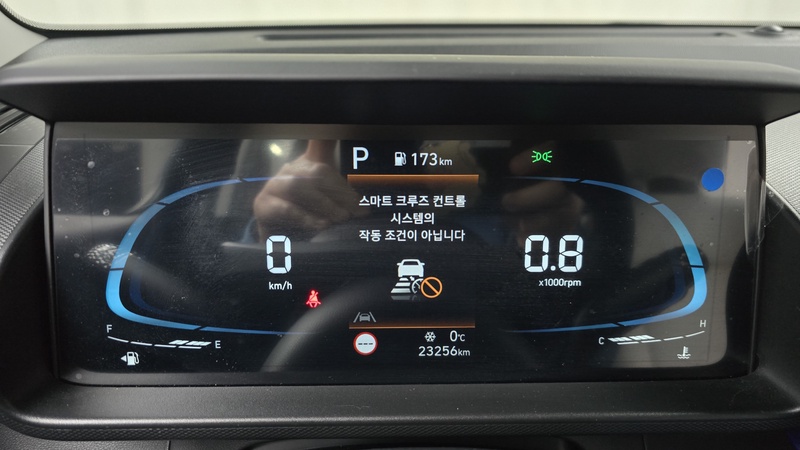 P 173km
스마트 크루즈 컨트롤
시스템의
작동 조건이 아닙니다
0
km/h
0.8
x1000rpm
F
E
0℃
23256km
C
H